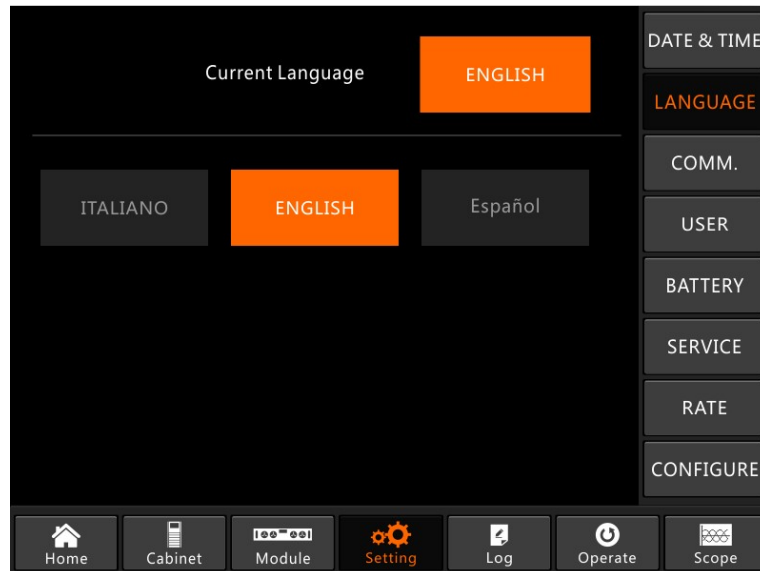 Current Language
ENGLISH
ITALIANO
ENGLISH
Español
DATE & TIME
LANGUAGE
COMM.
USER
BATTERY
SERVICE
RATE
CONFIGURE
Home
Cabinet
Module
Setting
Log
Operate
Scope